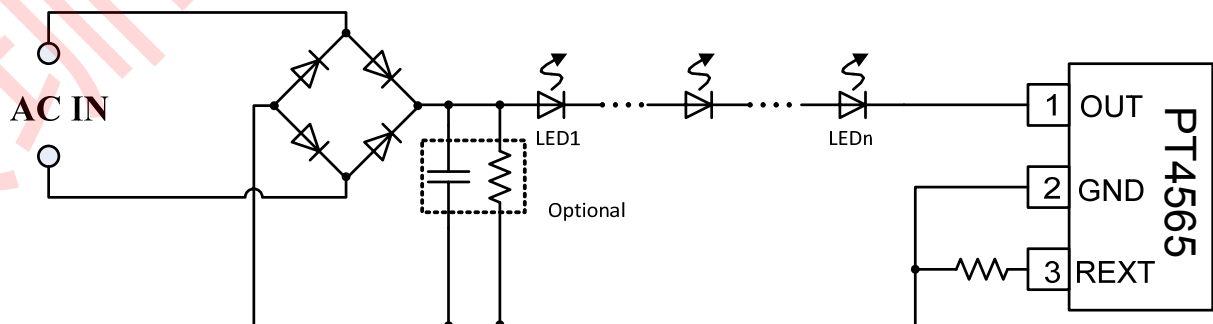 AC IN
LED1
LEDn
Optional
1 OUT
2 GND
3 REXT
PT4565